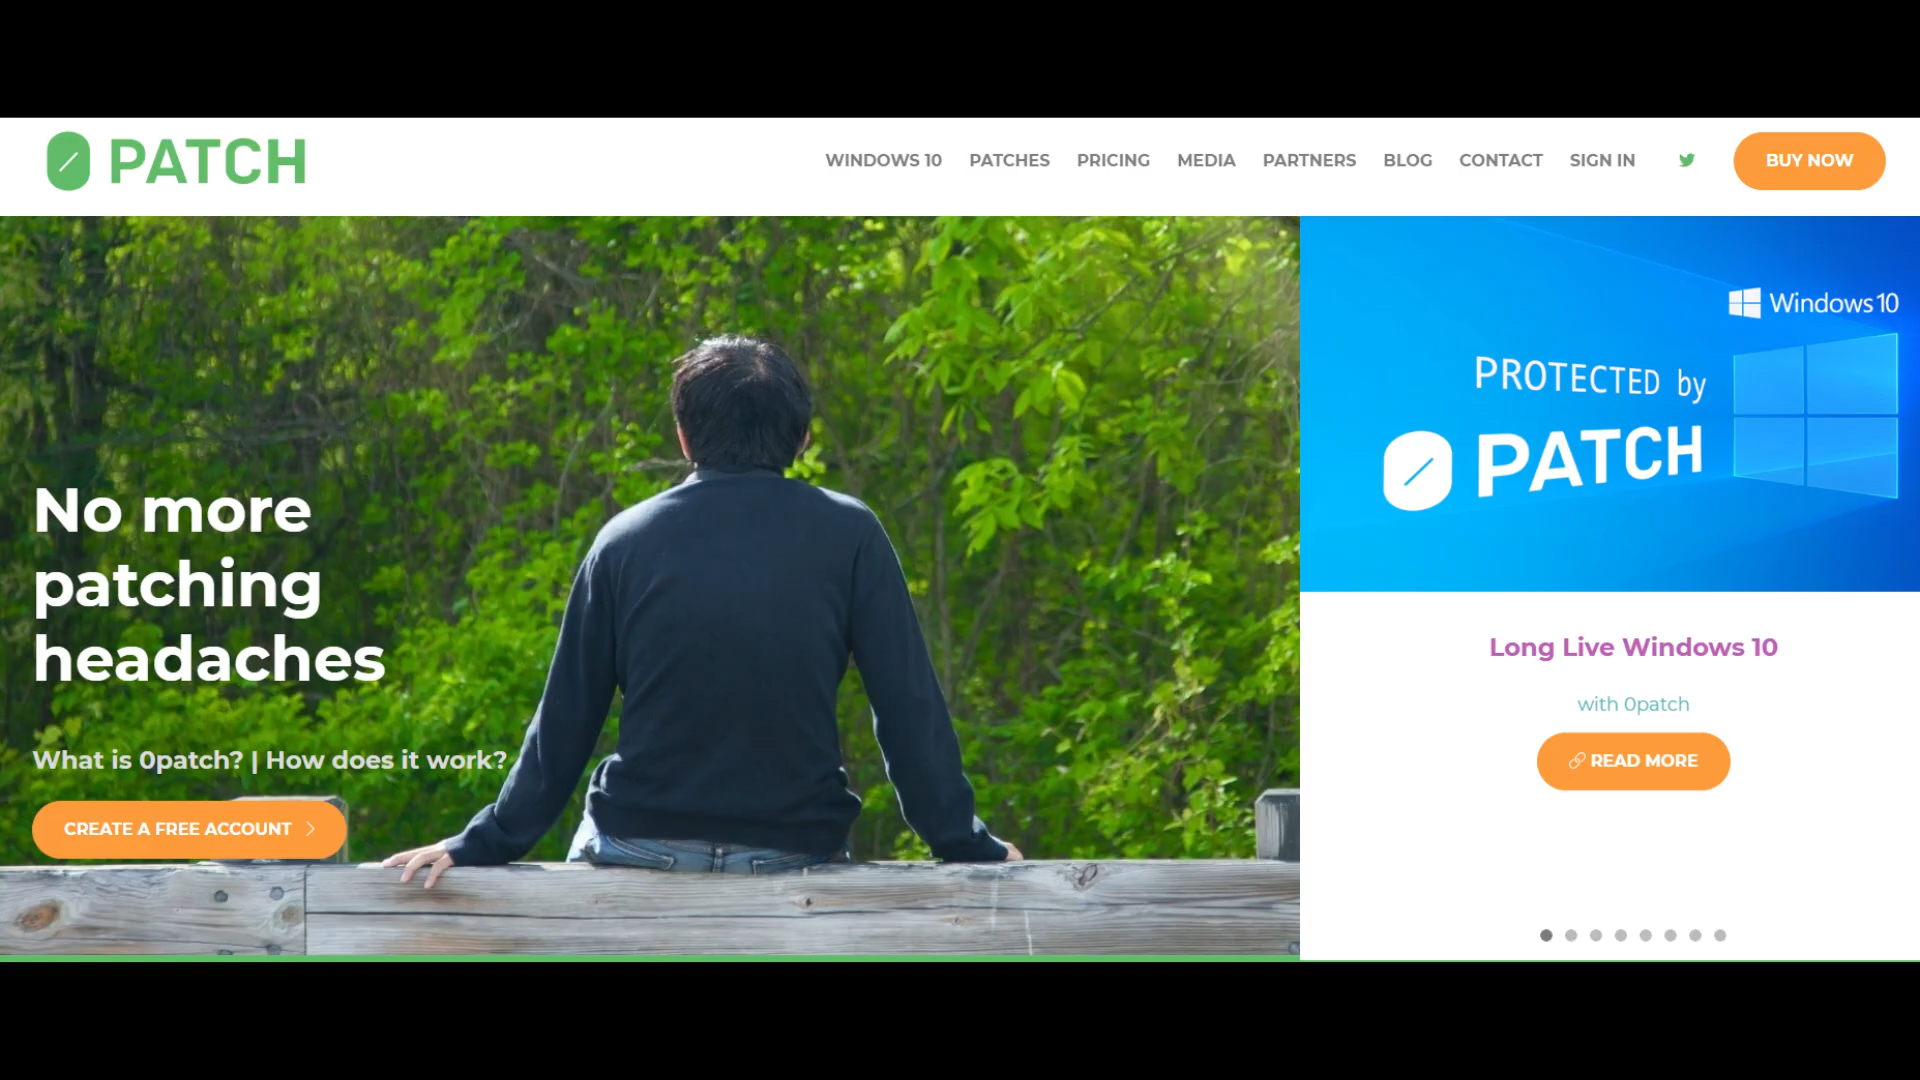 0 PATCH
WINDOWS 10 PATCHES PRICING MEDIA PARTNERS BLOG CONTACT SIGN IN BUY NOW
No more
patching
headaches
What is 0patch? | How does it work?
CREATE A FREE ACCOUNT
Windows 10
PROTECTED by
0 PATCH
Long Live Windows 10
with 0patch
READ MORE